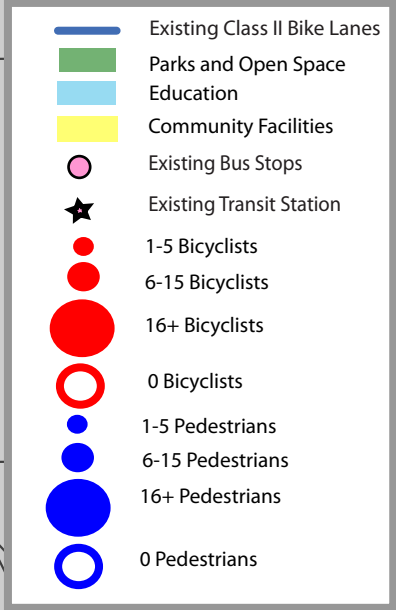 Existing Class II Bike Lanes
Parks and Open Space
Education
Community Facilities
Existing Bus Stops
Existing Transit Station
1-5 Bicyclists
6-15 Bicyclists
16+ Bicyclists
0 Bicyclists
1-5 Pedestrians
6-15 Pedestrians
16+ Pedestrians
0 Pedestrians